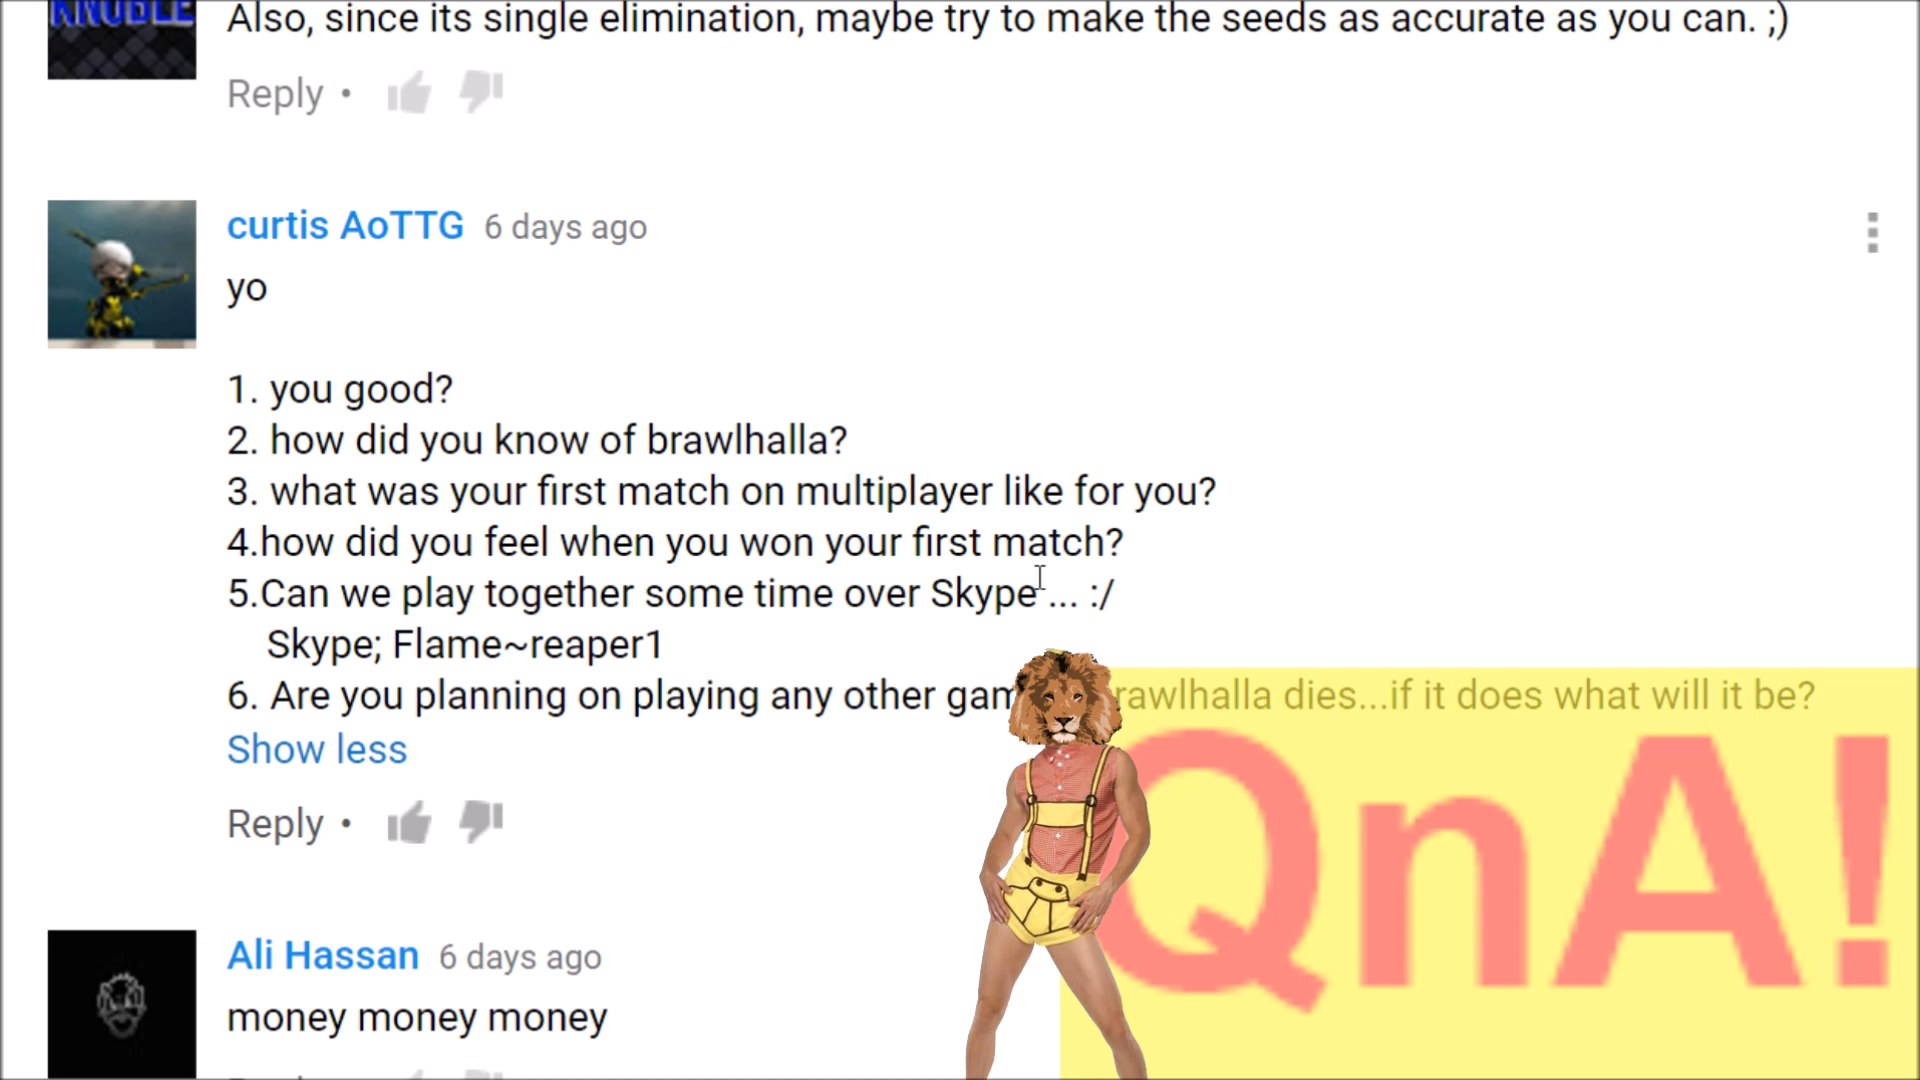 KNUBLE
Also, since its single elimination, maybe try to make the seeds as accurate as you can. ;)
Reply •
curtis AoTTG 6 days ago
yo
1. you good?
2. how did you know of brawlhalla?
3. what was your first match on multiplayer like for you?
4.how did you feel when you won your first match?
5.Can we play together some time over Skype ... :/
Skype; Flame~reaper1
6. Are you planning on playing any other gam rawlhalla dies...if it does what will it be?
Show less
Reply •
QnA!
Ali Hassan 6 days ago
money money money